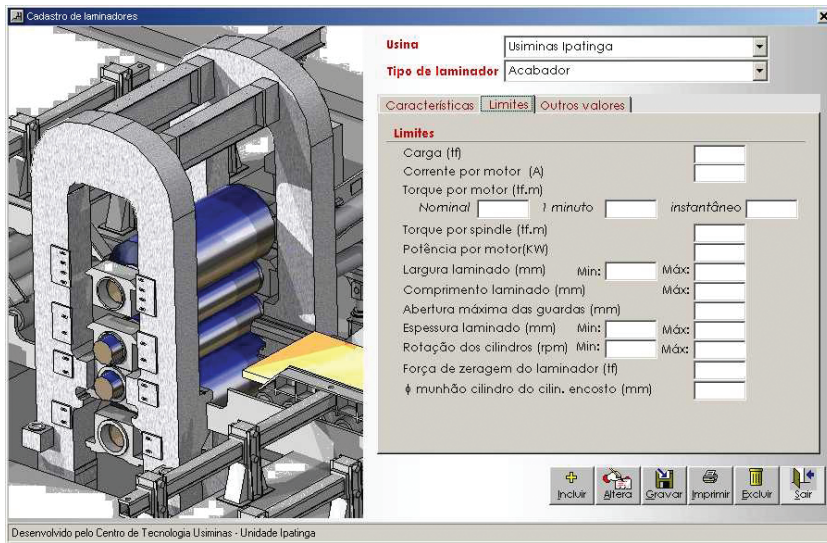 Cadastro de laminadores
Usina Usiminas Ipatinga
Tipo de laminador Acabador
Características Limites Outros valores
Limites
Carga (tf)
Corrente por motor (A)
Torque por motor (tf.m)
Nominal 1 minuto instantâneo
Torque por spindle (tf.m)
Potência por motor(KW)
Largura laminado (mm) Min: Máx:
Comprimento laminado (mm) Máx:
Abertura máxima das guardas (mm)
Espessura laminado (mm) Min: Máx:
Rotação dos cilindros (rpm) Min: Máx:
Força de zeragem do laminador (tf)
ɸ munhão cilindro do cilin. encosto (mm)
Incluir Altera Gravar Imprimir Excluir Sair
Desenvolvido pelo Centro de Tecnologia Usiminas - Unidade Ipatinga